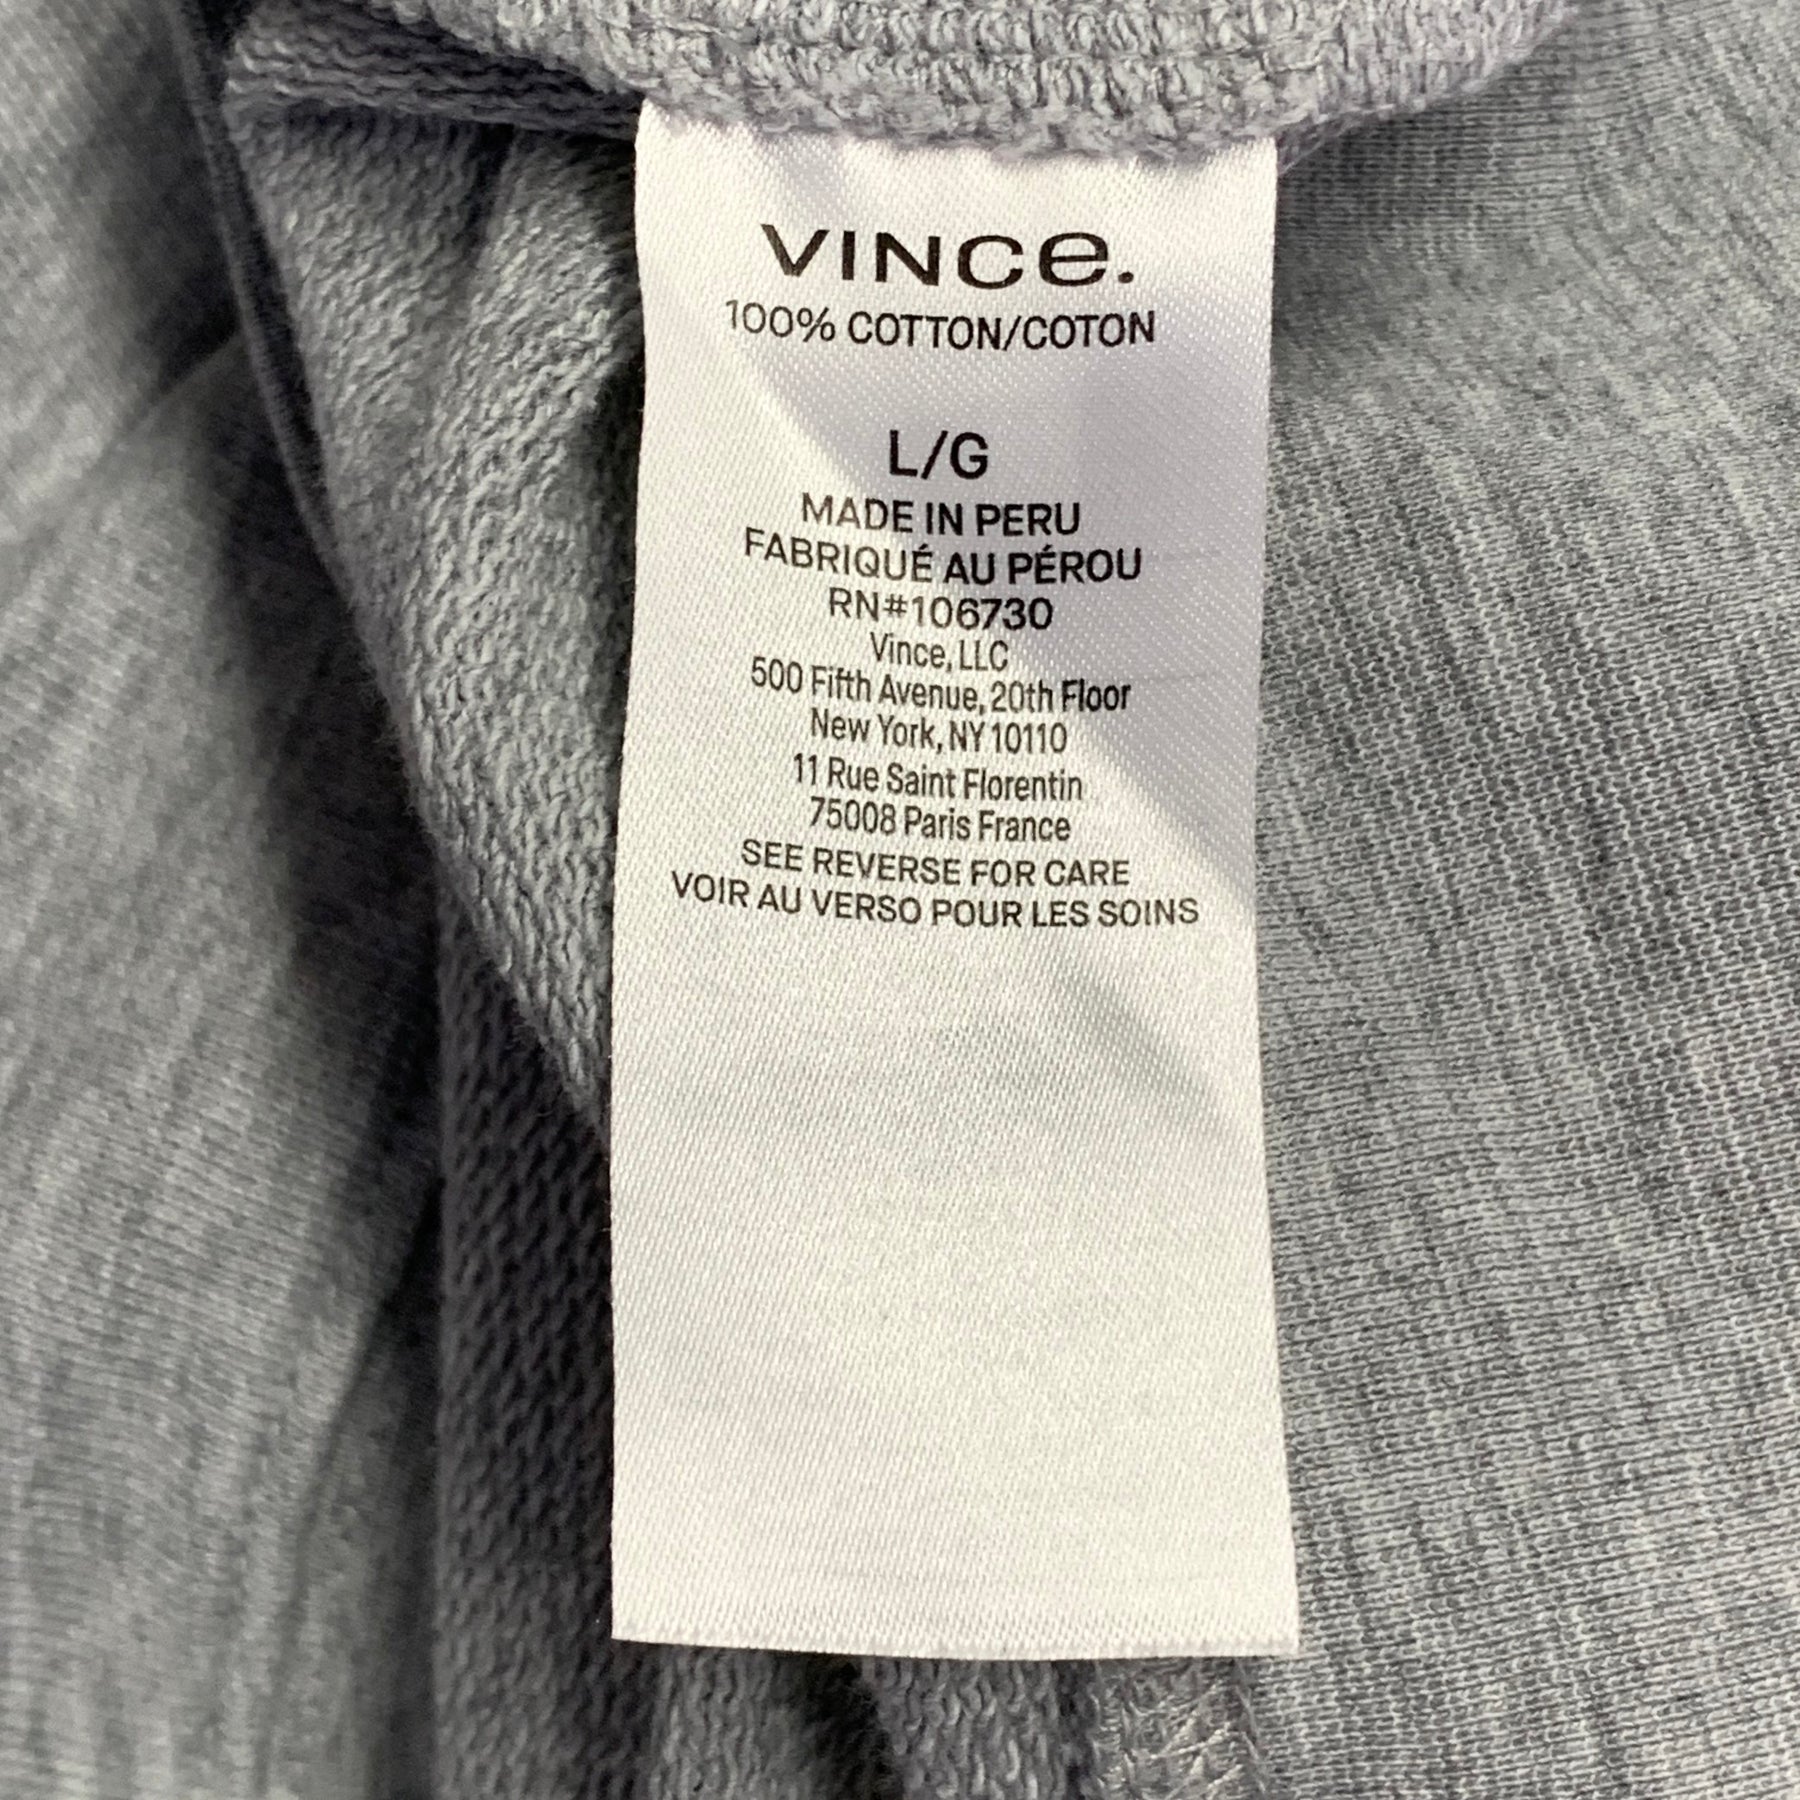 VINCe.
100% COTTON/COTON
L/G
MADE IN PERU
FABRIQUÉ AU PÉROU
RN#106730
Vince, LLC
500 Fifth Avenue, 20th Floor
New York, NY 10110
11 Rue Saint Florentin
75008 Paris France
SEE REVERSE FOR CARE
VOIR AU VERSO POUR LES SOINS